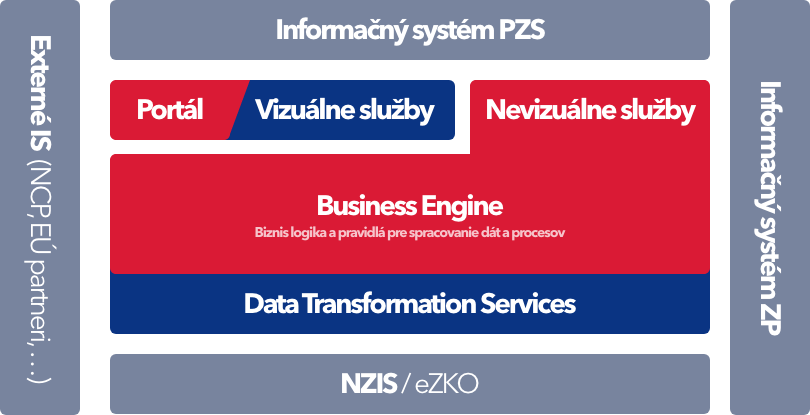 Externé IS (NCP, EÚ partneri, ...)
Informačný systém PZS
Portál
Vizuálne služby
Nevizuálne služby
Business Engine
Biznis logika a pravidlá pre spracovanie dát a procesov
Data Transformation Services
NZIS / eZKO
Informačný systém ZP